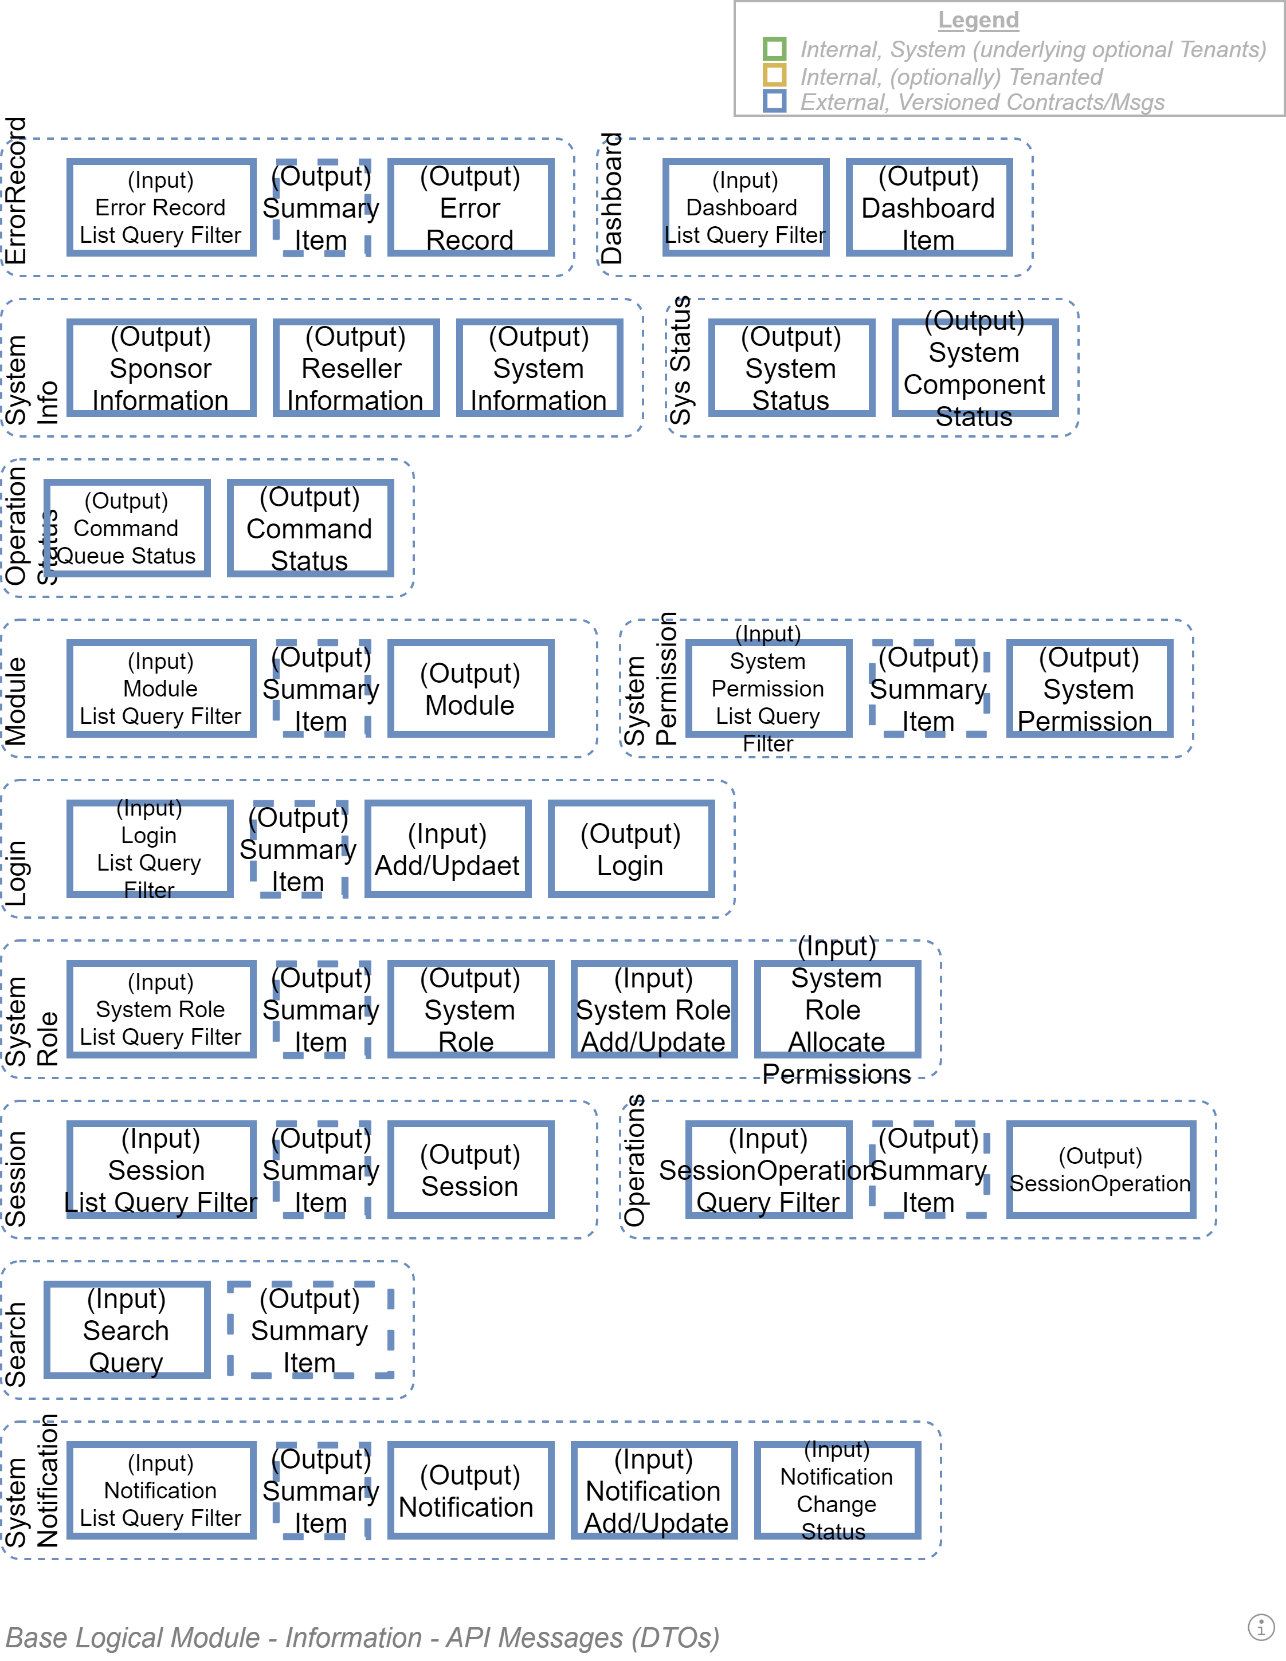 Legend
Internal, System (underlying optional Tenants)
Internal, (optionally) Tenanted
External, Versioned Contracts/Msgs
ErrorRecord
(Input)
Error Record
List Query Filter
(Output)
Summary
Item
(Output)
Error
Record
Dashboard
(Input)
Dashboard
List Query Filter
(Output)
Dashboard
Item
System
Info
(Output)
Sponsor
Information
(Output)
Reseller
Information
(Output)
System
Information
Sys Status
(Output)
System
Status
(Output)
System
Component
Status
Operation
Status
(Output)
Command
Queue Status
(Output)
Command
Status
Module
(Input)
Module
List Query Filter
(Output)
Summary
Item
(Output)
Module
System
Permission
(Input)
System
Permission
List Query
Filter
(Output)
Summary
Item
(Output)
System
Permission
Login
(Input)
Login
List Query
Filter
(Output)
Summary
Item
(Input)
Add/Updaet
(Output)
Login
System
Role
(Input)
System Role
List Query Filter
(Output)
Summary
Item
(Output)
System
Role
(Input)
System Role
Add/Update
(Input)
System
Role
Allocate
Permissions
Session
(Input)
Session
List Query Filter
(Output)
Summary
Item
(Output)
Session
Operations
(Input)
SessionOperation
Query Filter
(Output)
Summary
Item
(Output)
SessionOperation
Search
(Input)
Search
Query
(Output)
Summary
Item
System
Notification
(Input)
Notification
List Query Filter
(Output)
Summary
Item
(Output)
Notification
(Input)
Notification
Add/Update
(Input)
Notification
Change
Status
Base Logical Module - Information - API Messages (DTOs)